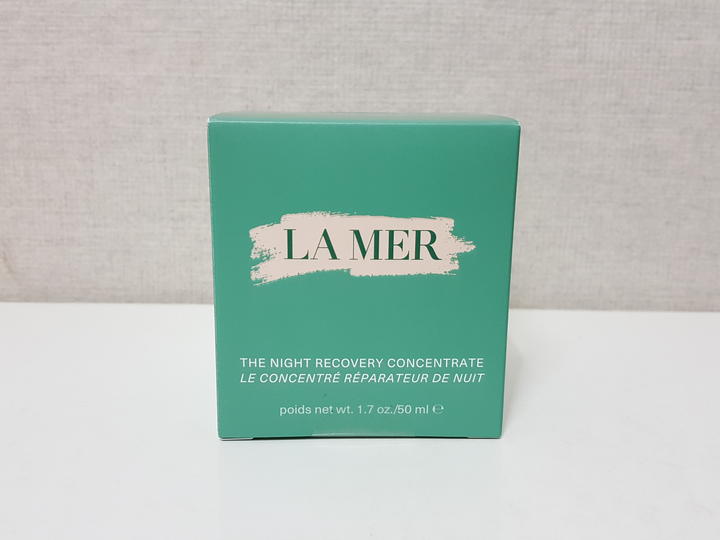 LA MER
THE NIGHT RECOVERY CONCENTRATE
LE CONCENTRÉ RÉPARATEUR DE NUIT
poids net wt. 1.7 oz./50 ml ℮